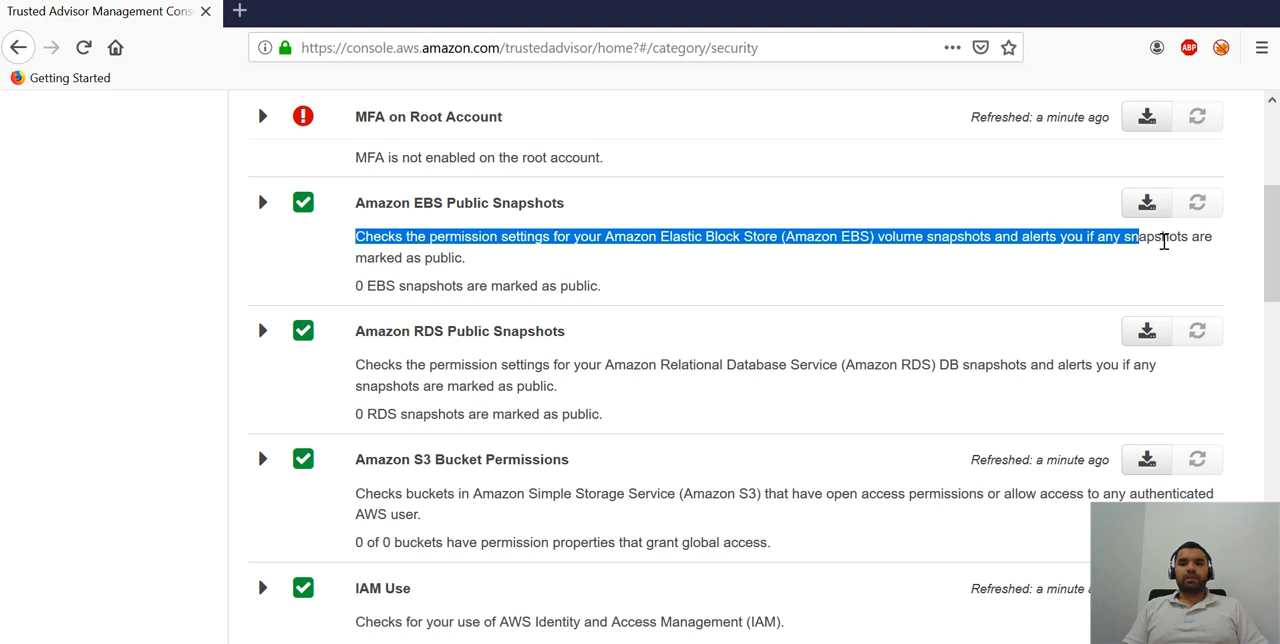 Trusted Advisor Management Cons
https://console.aws.amazon.com/trustedadvisor/home?#/category/security
ABP
Getting Started
MFA on Root Account
Refreshed: a minute ago
MFA is not enabled on the root account.
Amazon EBS Public Snapshots
Checks the permission settings for your Amazon Elastic Block Store (Amazon EBS) volume snapshots and alerts you if any snapshots are
marked as public.
0 EBS snapshots are marked as public.
Amazon RDS Public Snapshots
Checks the permission settings for your Amazon Relational Database Service (Amazon RDS) DB snapshots and alerts you if any
snapshots are marked as public.
0 RDS snapshots are marked as public.
Amazon S3 Bucket Permissions
Refreshed: a minute ago
Checks buckets in Amazon Simple Storage Service (Amazon S3) that have open access permissions or allow access to any authenticated
AWS user.
0 of 0 buckets have permission properties that grant global access.
IAM Use
Refreshed: a minute
Checks for your use of AWS Identity and Access Management (IAM).